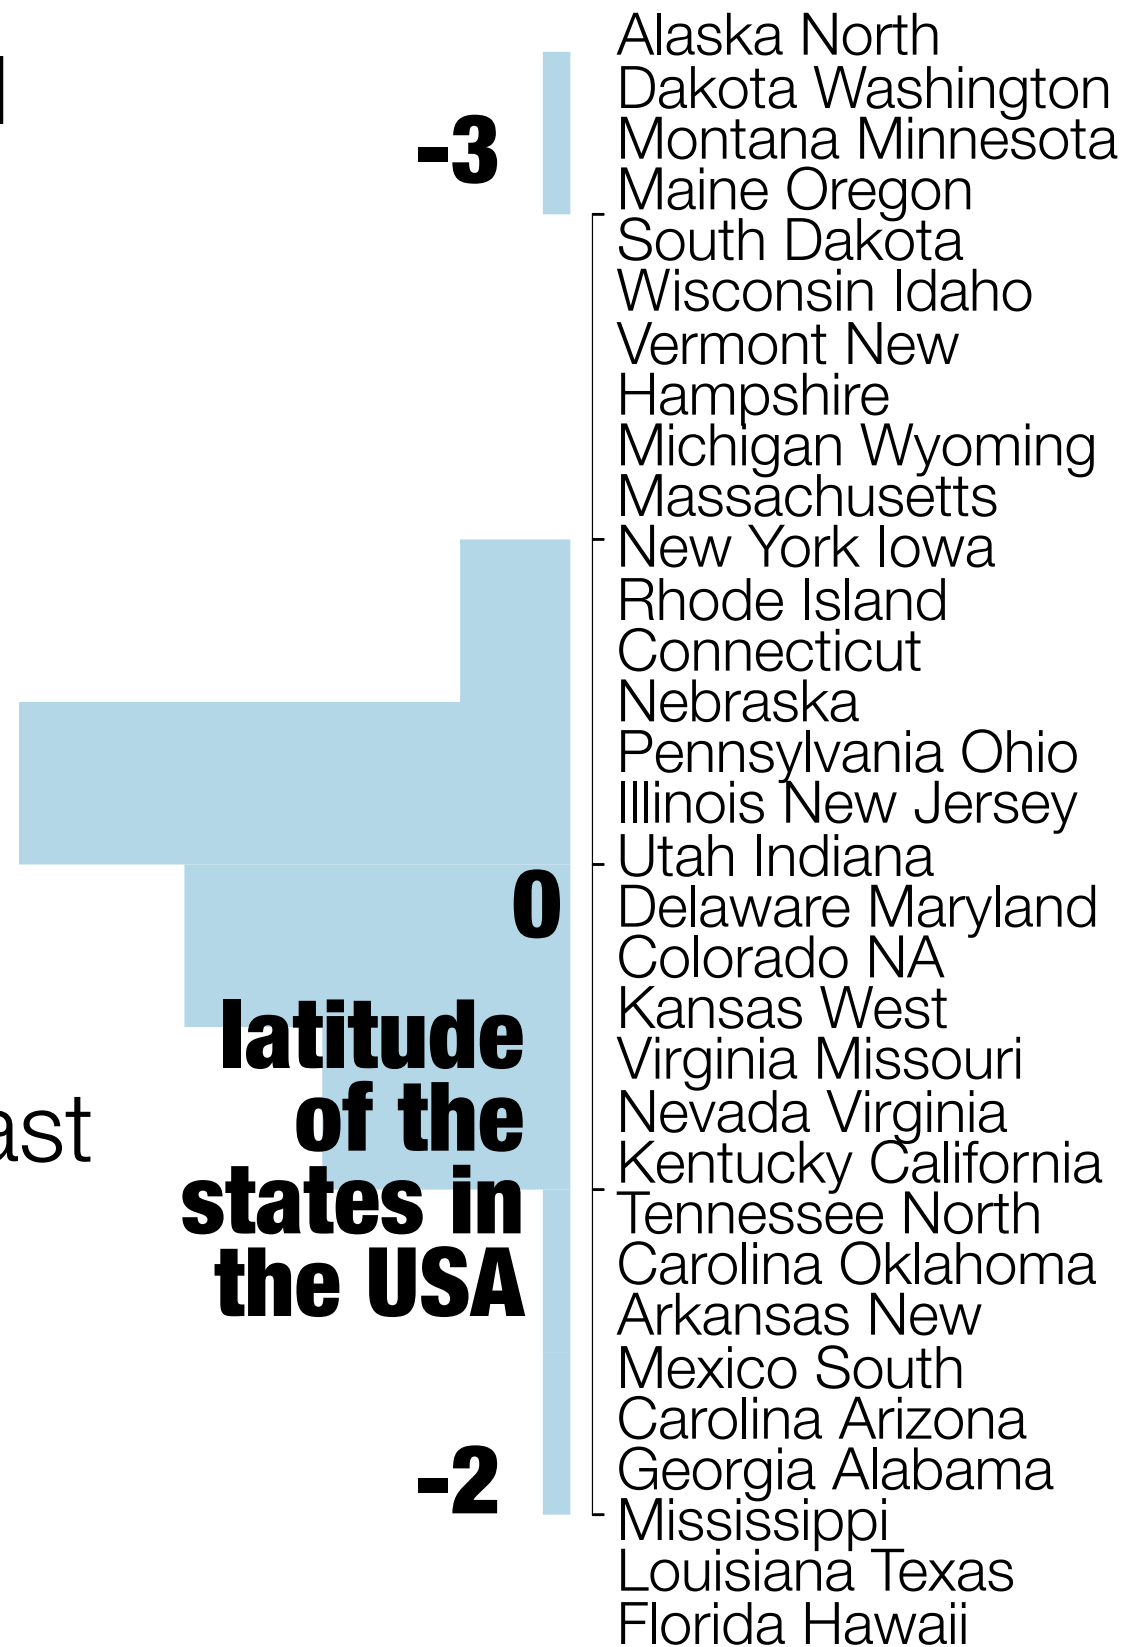 Alaska North
Dakota Washington
-3
Montana Minnesota
Maine Oregon
South Dakota
Wisconsin Idaho
Vermont New
Hampshire
Michigan Wyoming
Massachusetts
New York Iowa
Rhode Island
Connecticut
Nebraska
Pennsylvania Ohio
Illinois New Jersey
Utah Indiana
0
Delaware Maryland
Colorado NA
Kansas West
Virginia Missouri
Nevada Virginia
Kentucky California
latitude
of the
states in
the USA
Tennessee North
Carolina Oklahoma
Arkansas New
Mexico South
Carolina Arizona
Georgia Alabama
-2
Mississippi
Louisiana Texas
Florida Hawaii